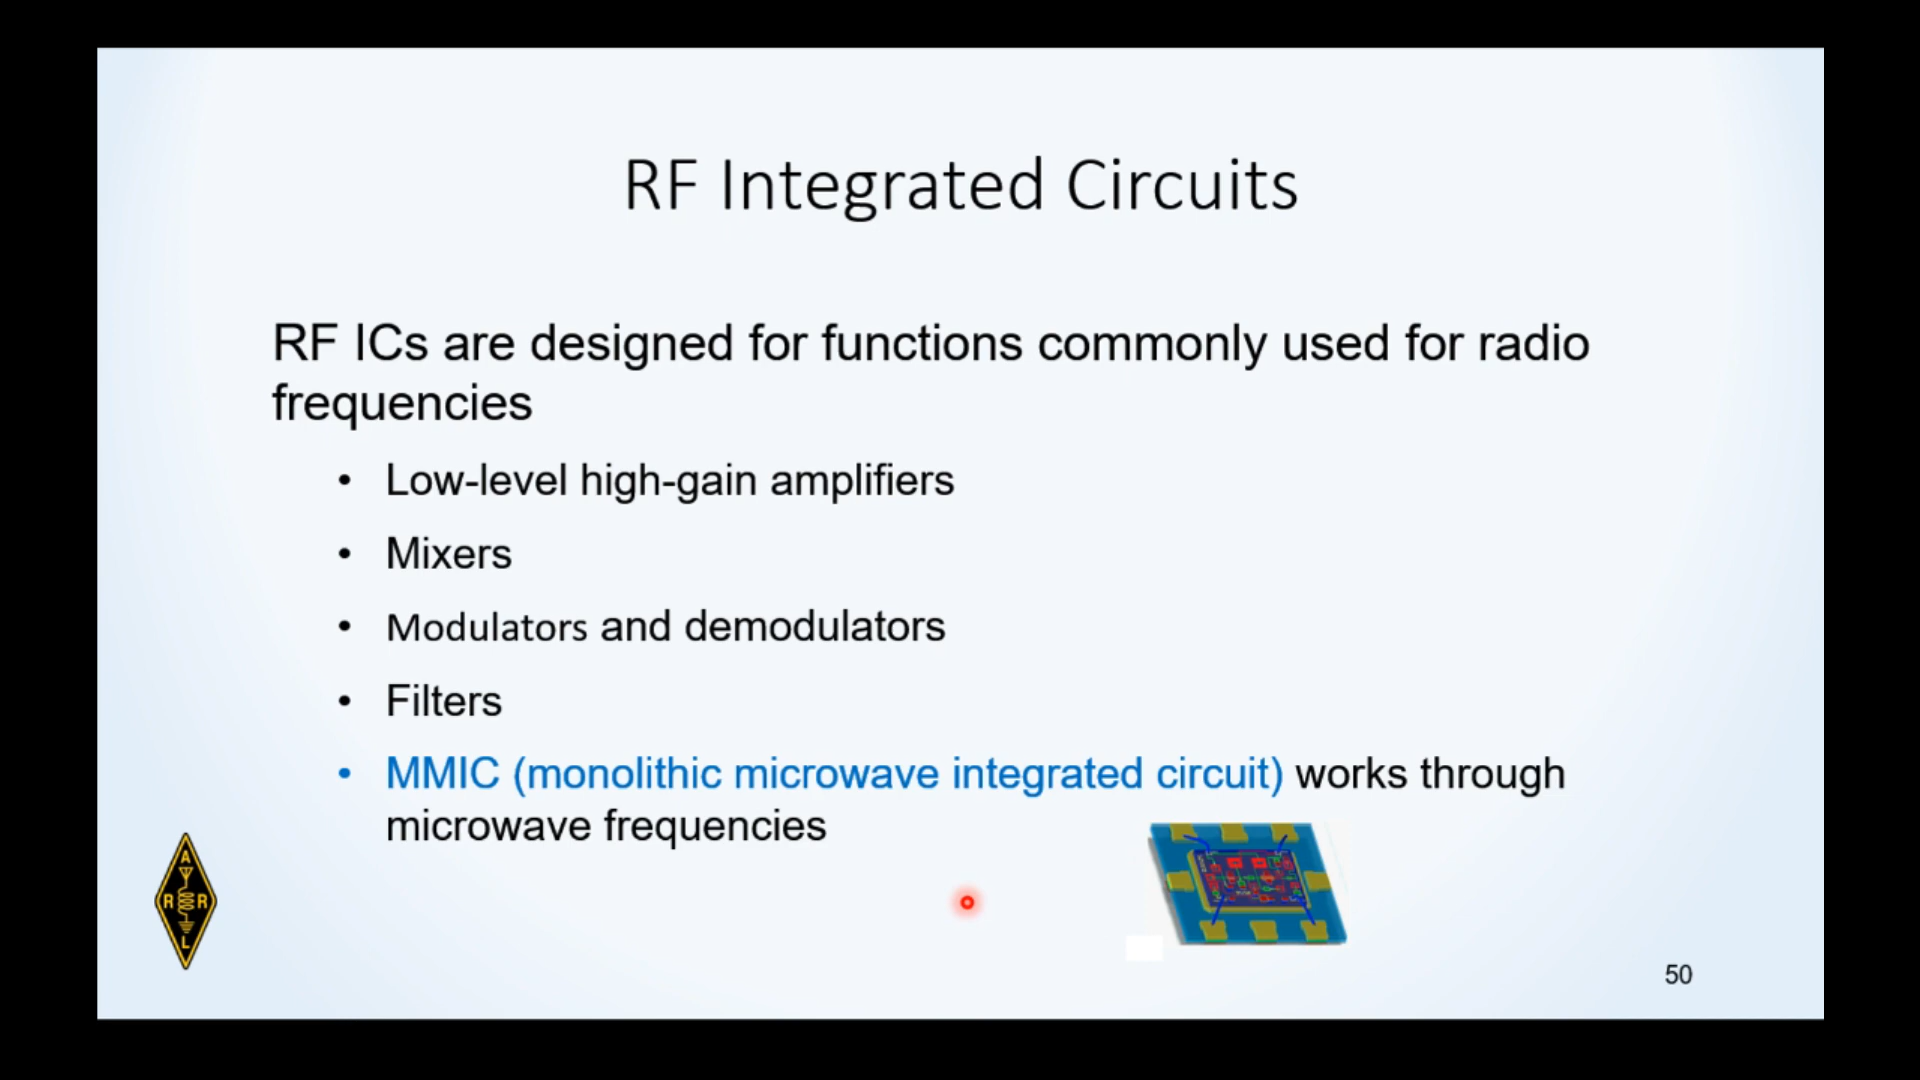 RF Integrated Circuits
RF ICs are designed for functions commonly used for radio
frequencies
• Low-level high-gain amplifiers
• Mixers
• Modulators and demodulators
• Filters
• MMIC (monolithic microwave integrated circuit) works through
microwave frequencies
A
R R
L
50